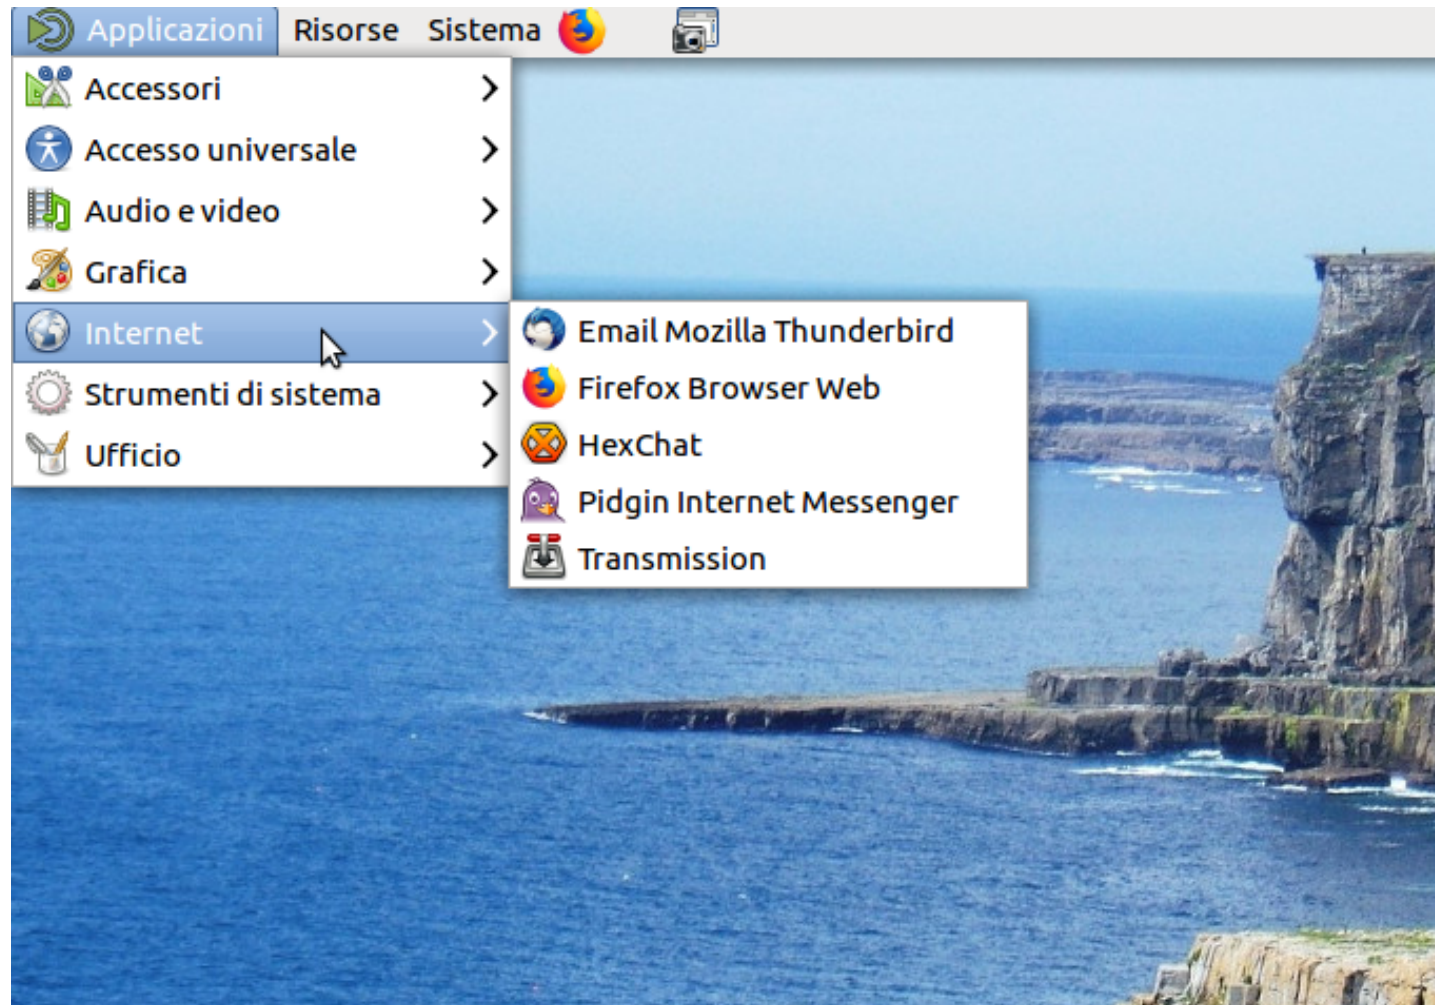 Applicazioni Risorse Sistema
Accessori
Accesso universale
Audio e video
Grafica
Internet
Strumenti di sistema
Ufficio
Email Mozilla Thunderbird
Firefox Browser Web
HexChat
Pidgin Internet Messenger
Transmission